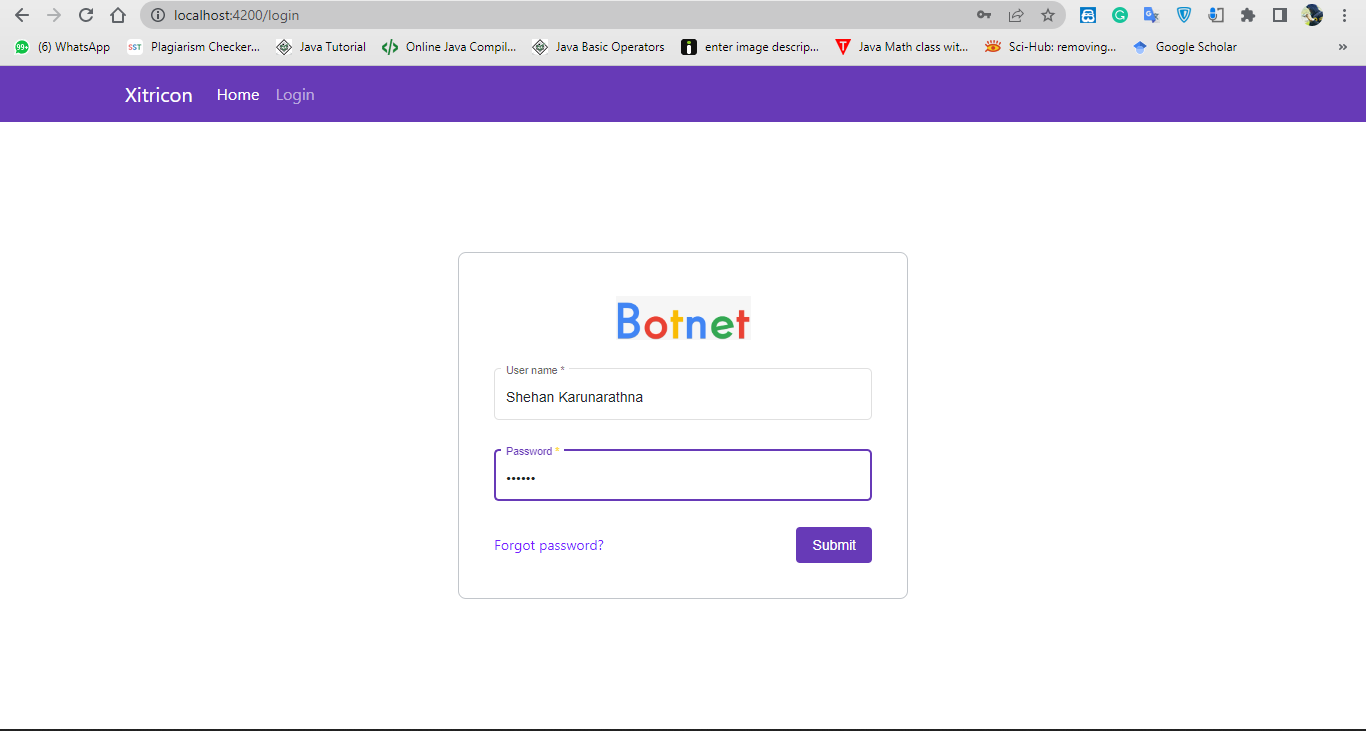 localhost:4200/login
99+ (6) WhatsApp SST Plagiarism Checker... Java Tutorial Online Java Compil... Java Basic Operators enter image descrip... Java Math class wit... Sci-Hub: removing... Google Scholar »
Xitricon Home Login
Botnet
User name *
Shehan Karunarathna
Password *
••••••
Forgot password? Submit